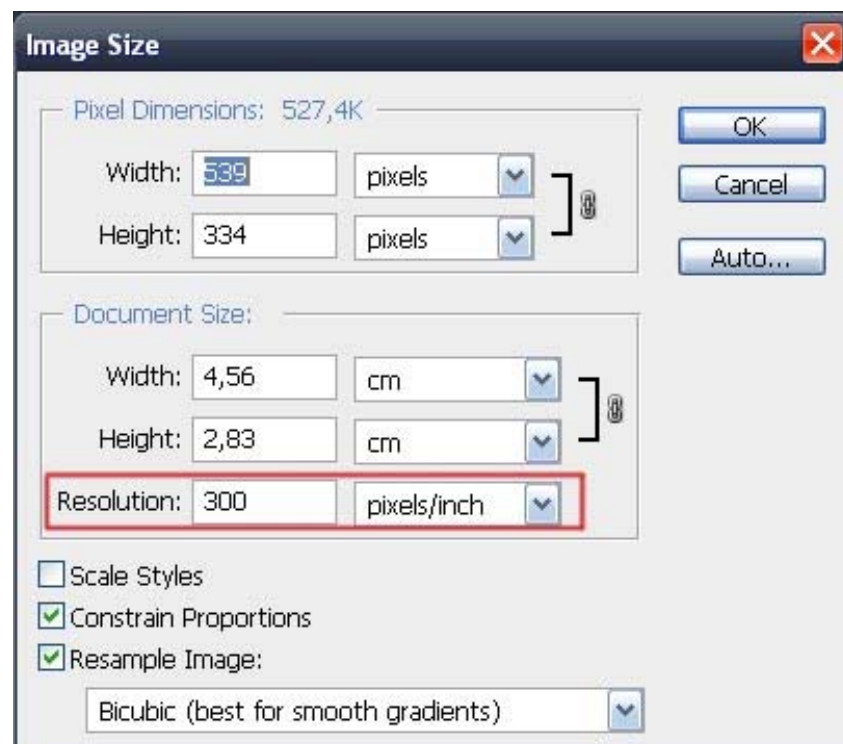 Image Size
Pixel Dimensions: 527,4K
OK
Width: 539 pixels
Cancel
Height: 334 pixels
Auto...
Document Size:
Width: 4,56 cm
Height: 2,83 cm
Resolution: 300 pixels/inch
Scale Styles
Constrain Proportions
Resample Image:
Bicubic (best for smooth gradients)